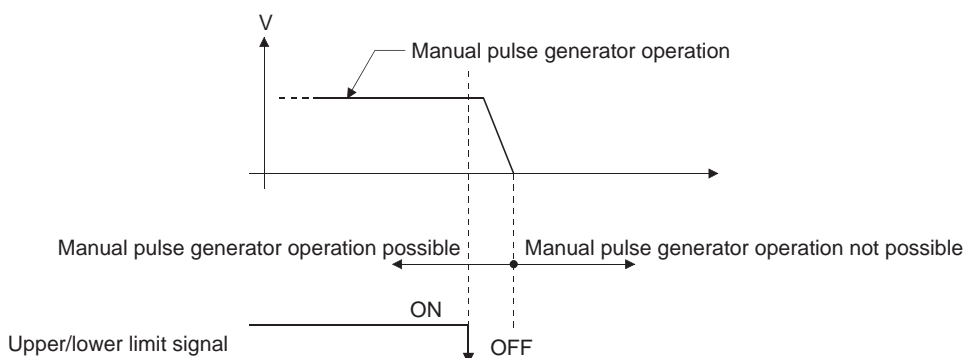 V
Manual pulse generator operation
Manual pulse generator operation possible
Manual pulse generator operation not possible
ON
Upper/lower limit signal
OFF